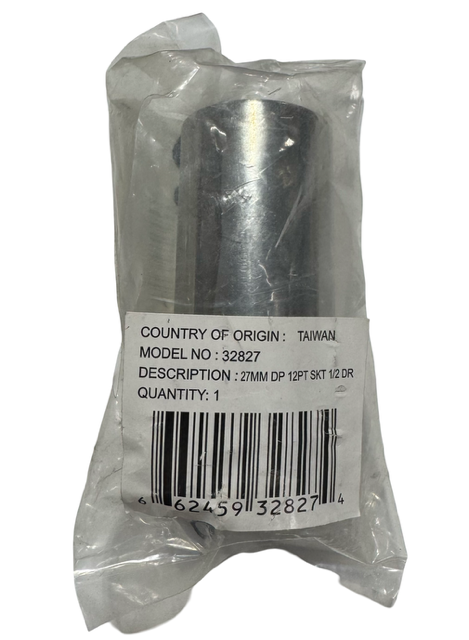 COUNTRY OF ORIGIN : TAIWAN
MODEL NO : 32827
DESCRIPTION : 27MM DP 12PT SKT 1/2 DR
QUANTITY: 1
6 62459 32827 4